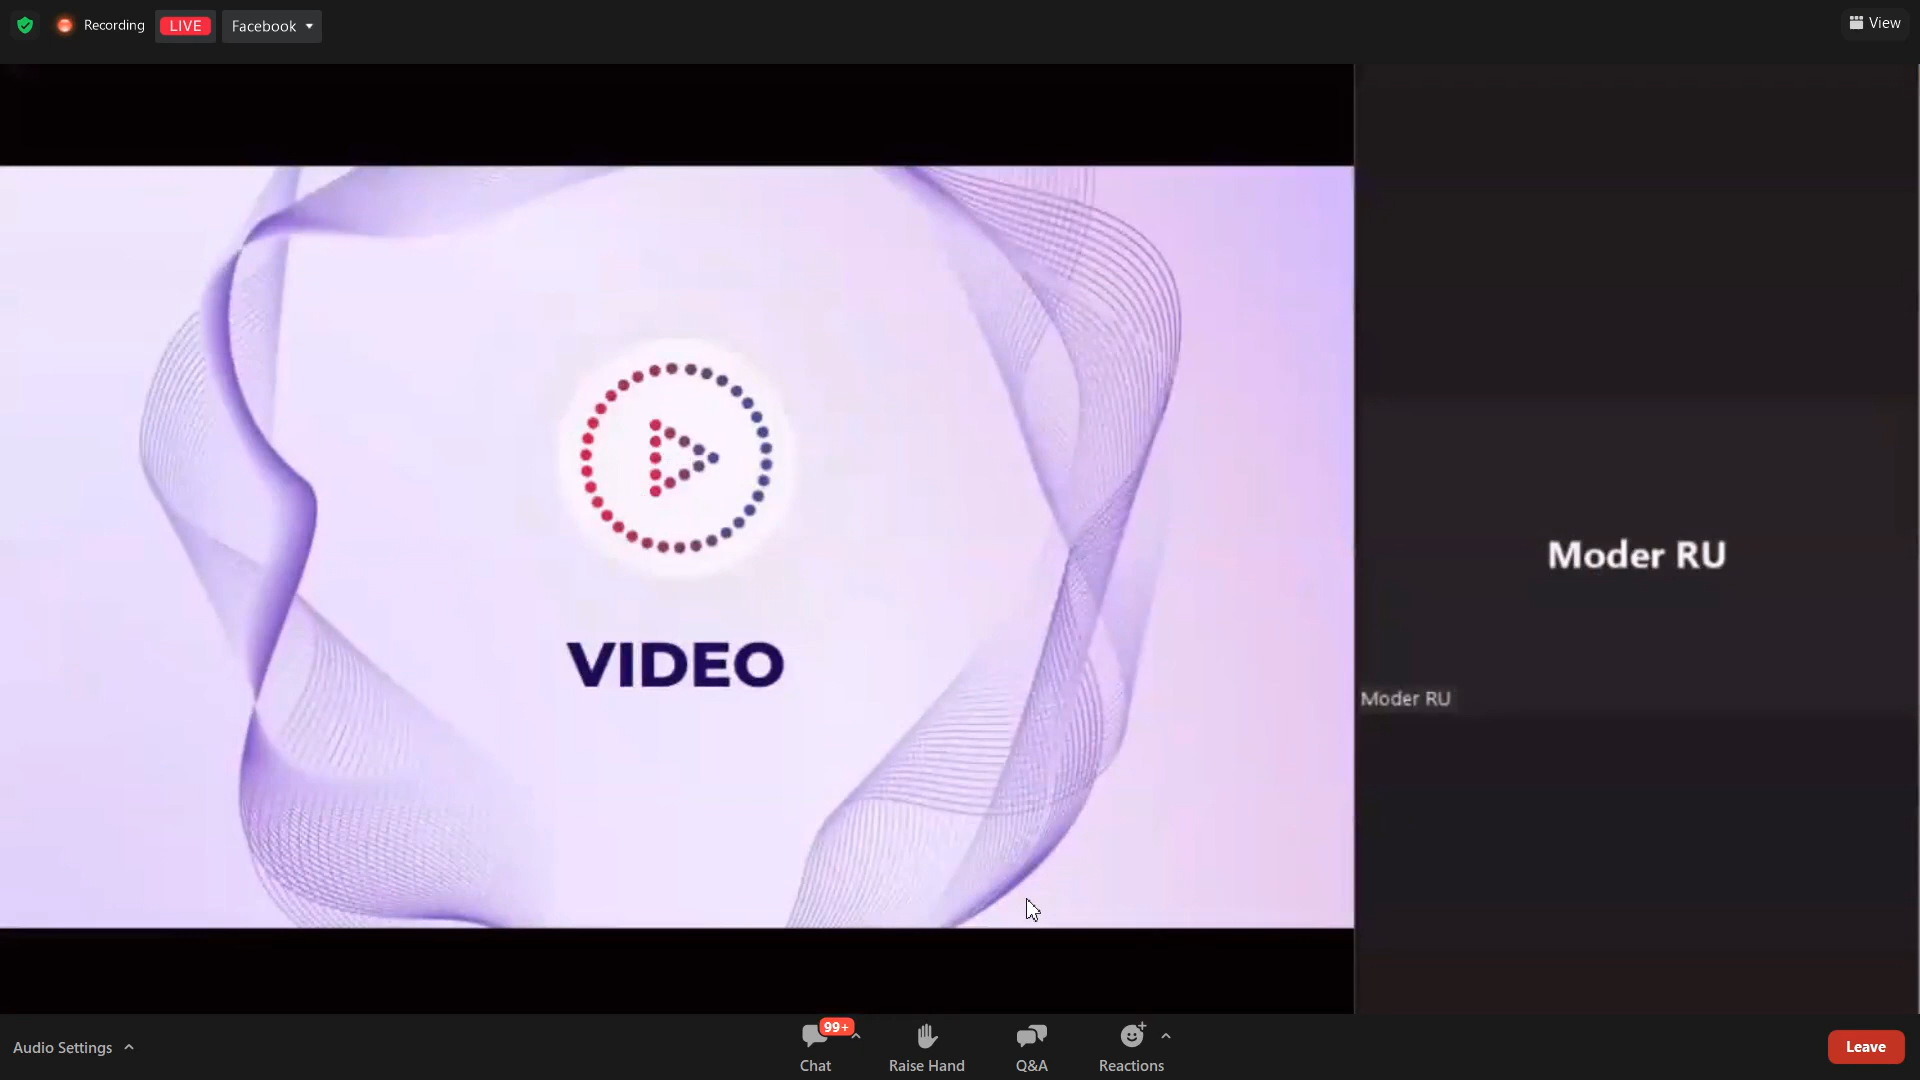 Recording
LIVE
Facebook
View
VIDEO
Moder RU
Moder RU
Audio Settings
99+
Chat
Raise Hand
Q&A
Reactions
Leave